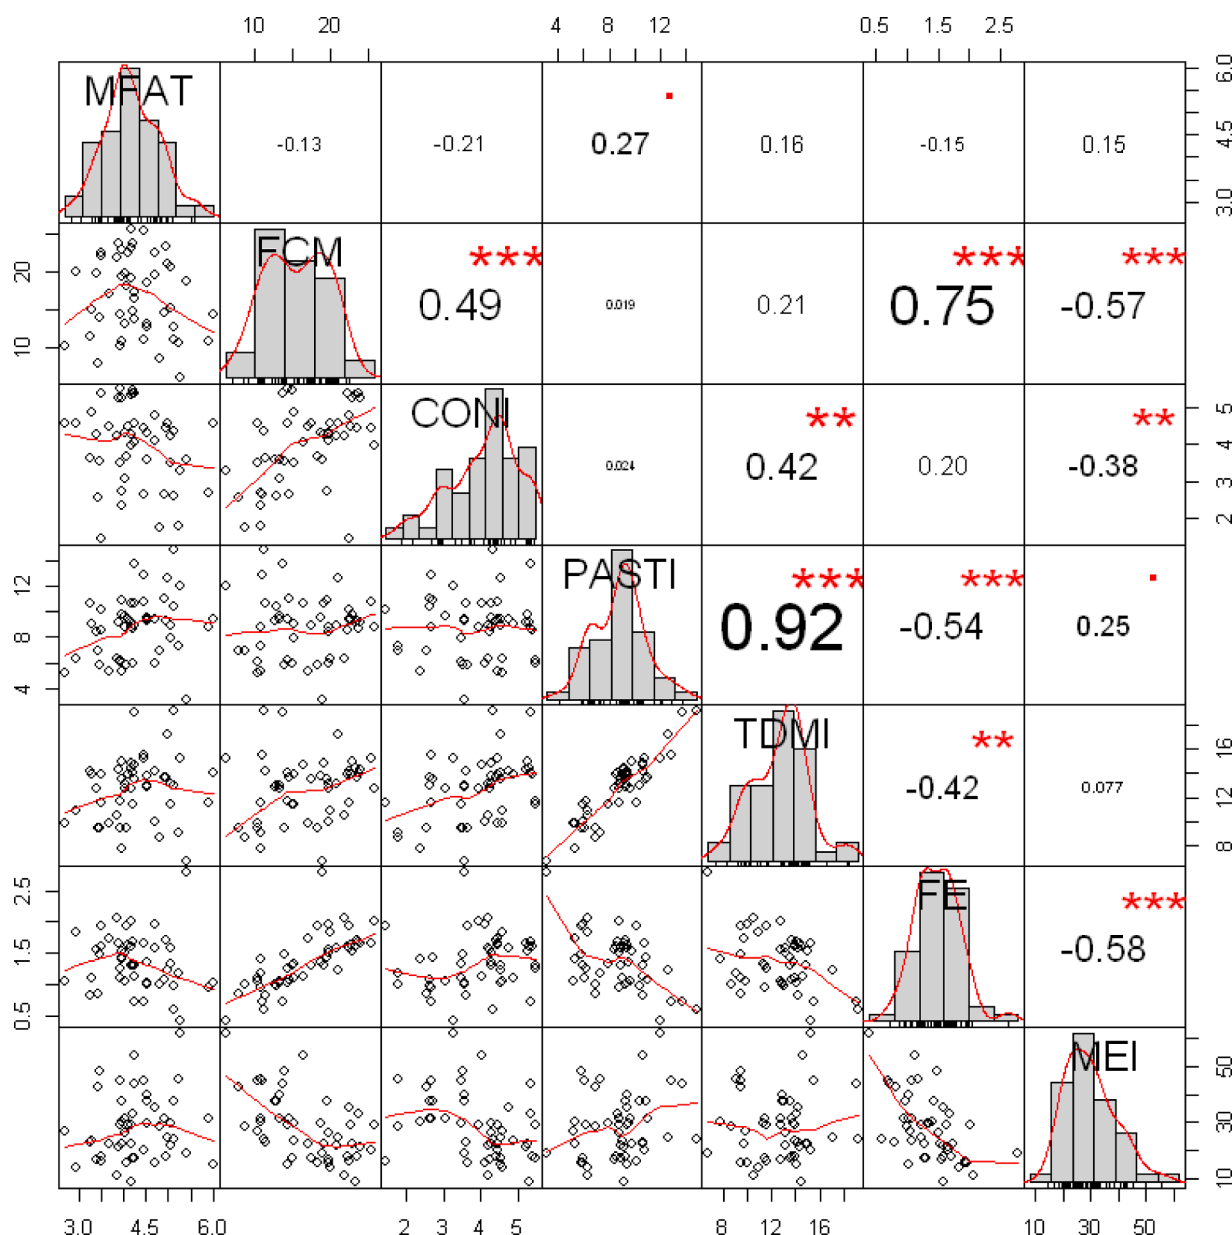 10 20 4 8 12 0.5 1.5 2.5
MFAT -0.13 -0.21 0.27 0.16 -0.15 0.15 3.0 4.5 6.0
10 20 FCM *** 0.49 0.019 0.21 *** 0.75 *** -0.57
CONI 0.024 ** 0.42 0.20 ** -0.38 2 3 4 5
4 8 12 PASTI *** 0.92 *** -0.54 0.25
TDMI ** -0.42 0.077 8 12 16
0.5 1.5 2.5 FE *** -0.58
MEI 10 30 50
3.0 4.5 6.0 2 3 4 5 8 12 16 10 30 50